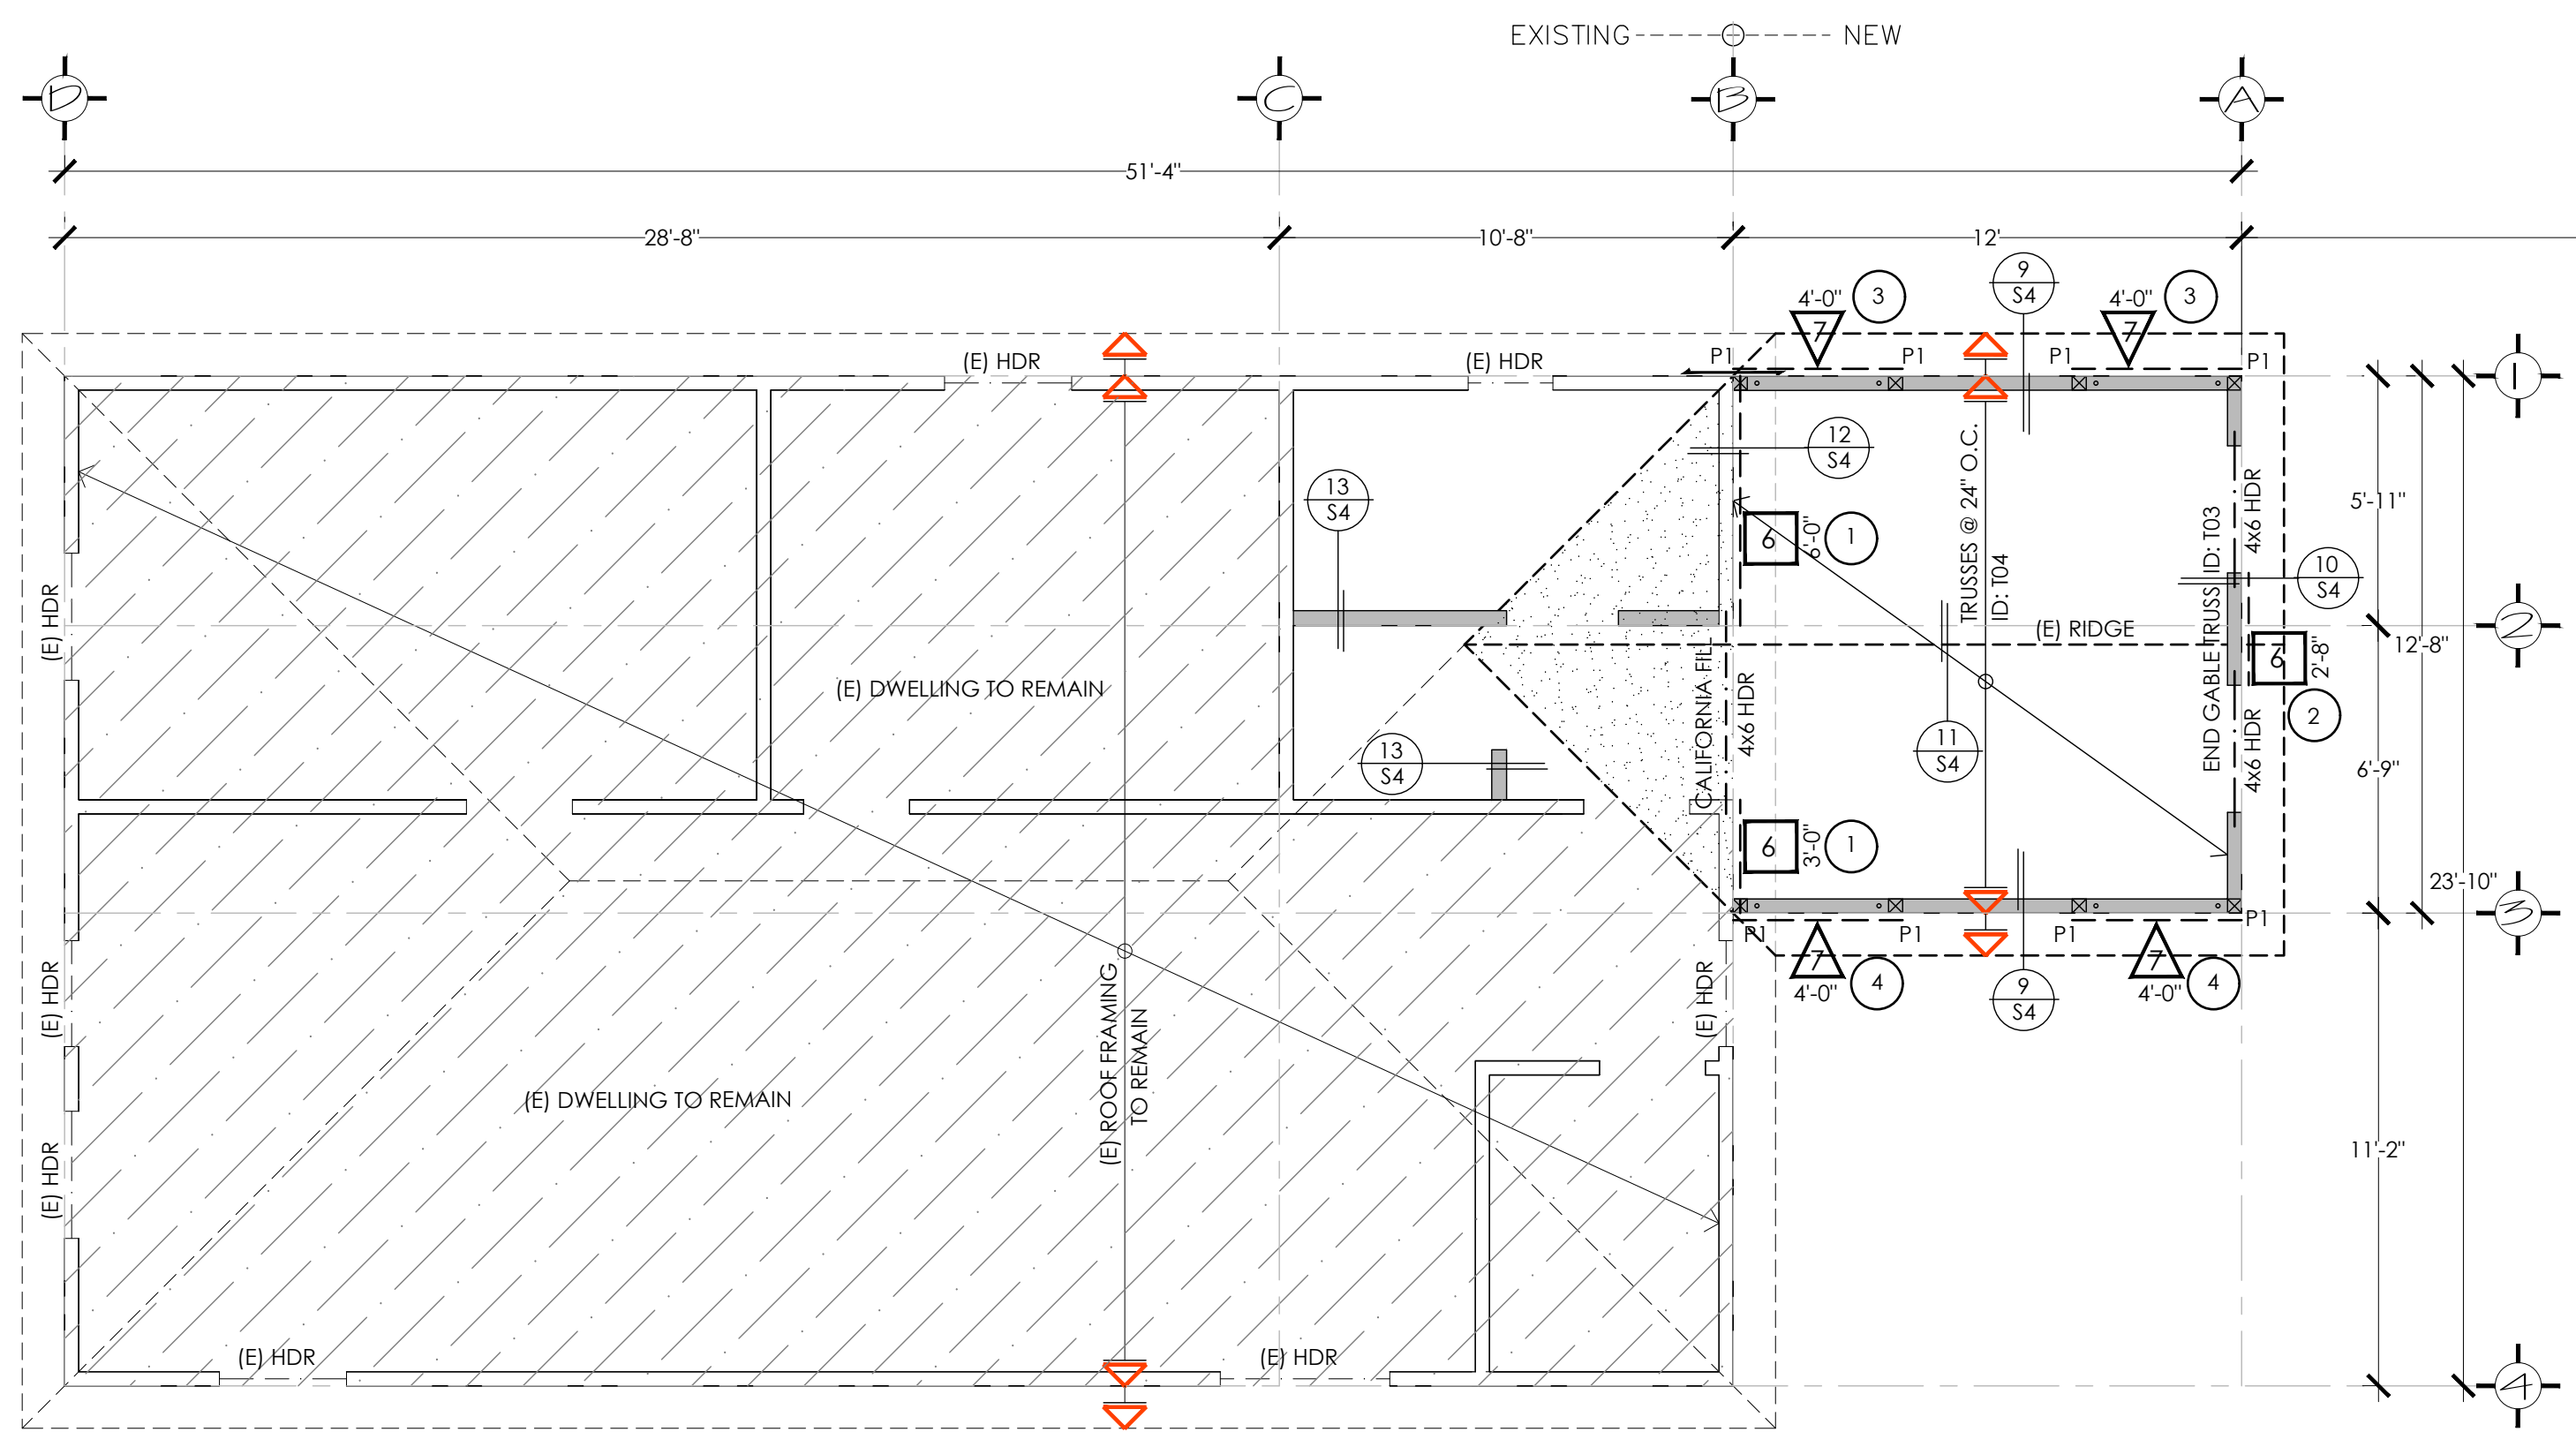 EXISTING NEW
D C B A
51'-4"
28'-8" 10'-8" 12'
9
S4
4'-0" 3 4'-0" 3
7 7
(E) HDR (E) HDR P1 P1 P1 P1
1
12
S4
13
S4
5'-11"
6 6'-0" 1
TRUSSES @ 24" O.C.
ID: T04
END GABLE TRUSS ID: T03
4x6 HDR
10
S4
(E) HDR
2
(E) RIDGE
12'-8"
6 2'-8"
2
(E) DWELLING TO REMAIN
CALIFORNIA FILL
4x6 HDR
4x6 HDR
13
S4
11
S4
6'-9"
6 3'-0" 1
23'-10"
3
P1 P1 P1 P1
7 7
4'-0" 4 4'-0" 4
9
S4
(E) HDR
(E) HDR
(E) ROOF FRAMING
TO REMAIN
(E) DWELLING TO REMAIN
11'-2"
(E) HDR
(E) HDR (E) HDR
4